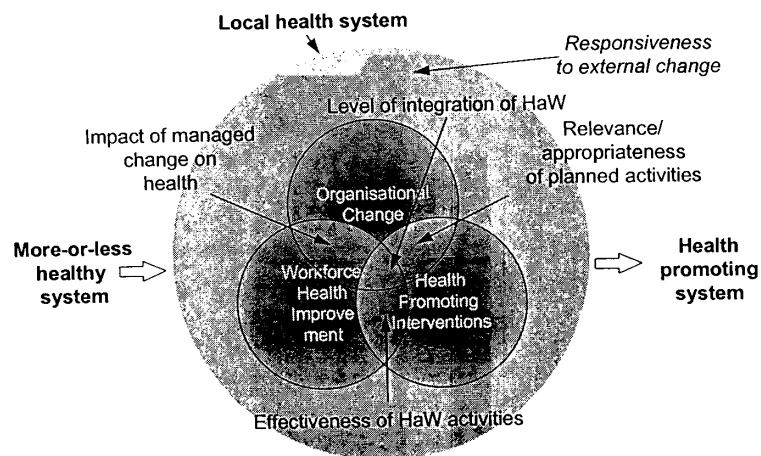 Local health system
Responsiveness
to external change
Level of integration of HaW
Impact of managed
change on
health
Relevance/
appropriateness
of planned activities
Organisational
Change
More-or-less
healthy
system
Workforce
Health
Improve
ment
Health
Promoting
Interventions
Health
promoting
system
Effectiveness of HaW activities